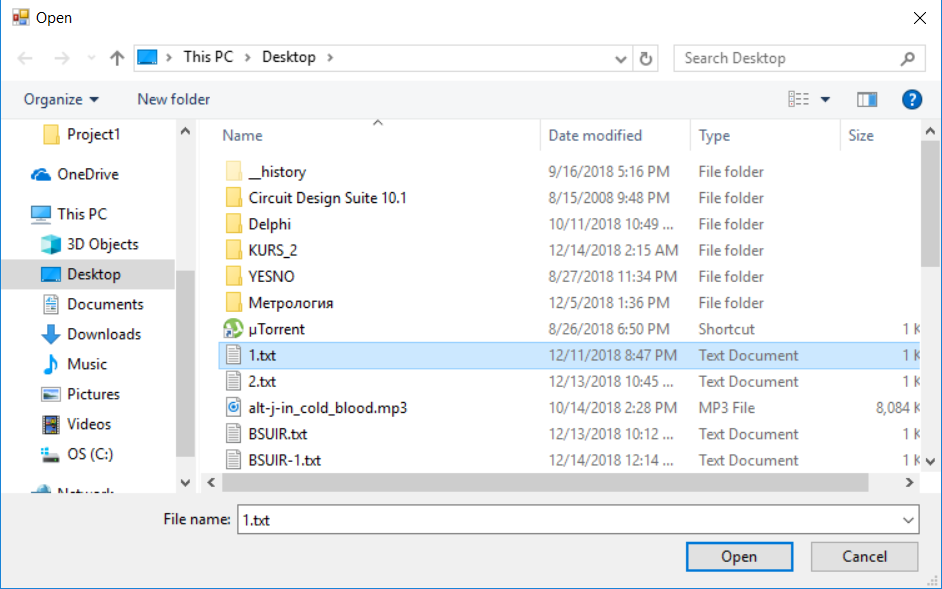 Open
This PC Desktop
Search Desktop
Organize
New folder
Project1
OneDrive
This PC
3D Objects
Desktop
Documents
Downloads
Music
Pictures
Videos
OS (C:)
Network
Name Date modified Type Size
__history 9/16/2018 5:16 PM File folder
Circuit Design Suite 10.1 8/15/2008 9:48 PM File folder
Delphi 10/11/2018 10:49 ... File folder
KURS_2 12/14/2018 2:15 AM File folder
YESNO 8/27/2018 11:34 PM File folder
Метрология 12/5/2018 1:36 PM File folder
µTorrent 8/26/2018 6:50 PM Shortcut 1 K
1.txt 12/11/2018 8:47 PM Text Document 1 K
2.txt 12/13/2018 10:45 ... Text Document 1 K
alt-j-in_cold_blood.mp3 10/14/2018 2:28 PM MP3 File 8,084 K
BSUIR.txt 12/13/2018 10:12 ... Text Document 1 K
BSUIR-1.txt 12/14/2018 12:14 ... Text Document 1 K
File name: 1.txt
Open Cancel